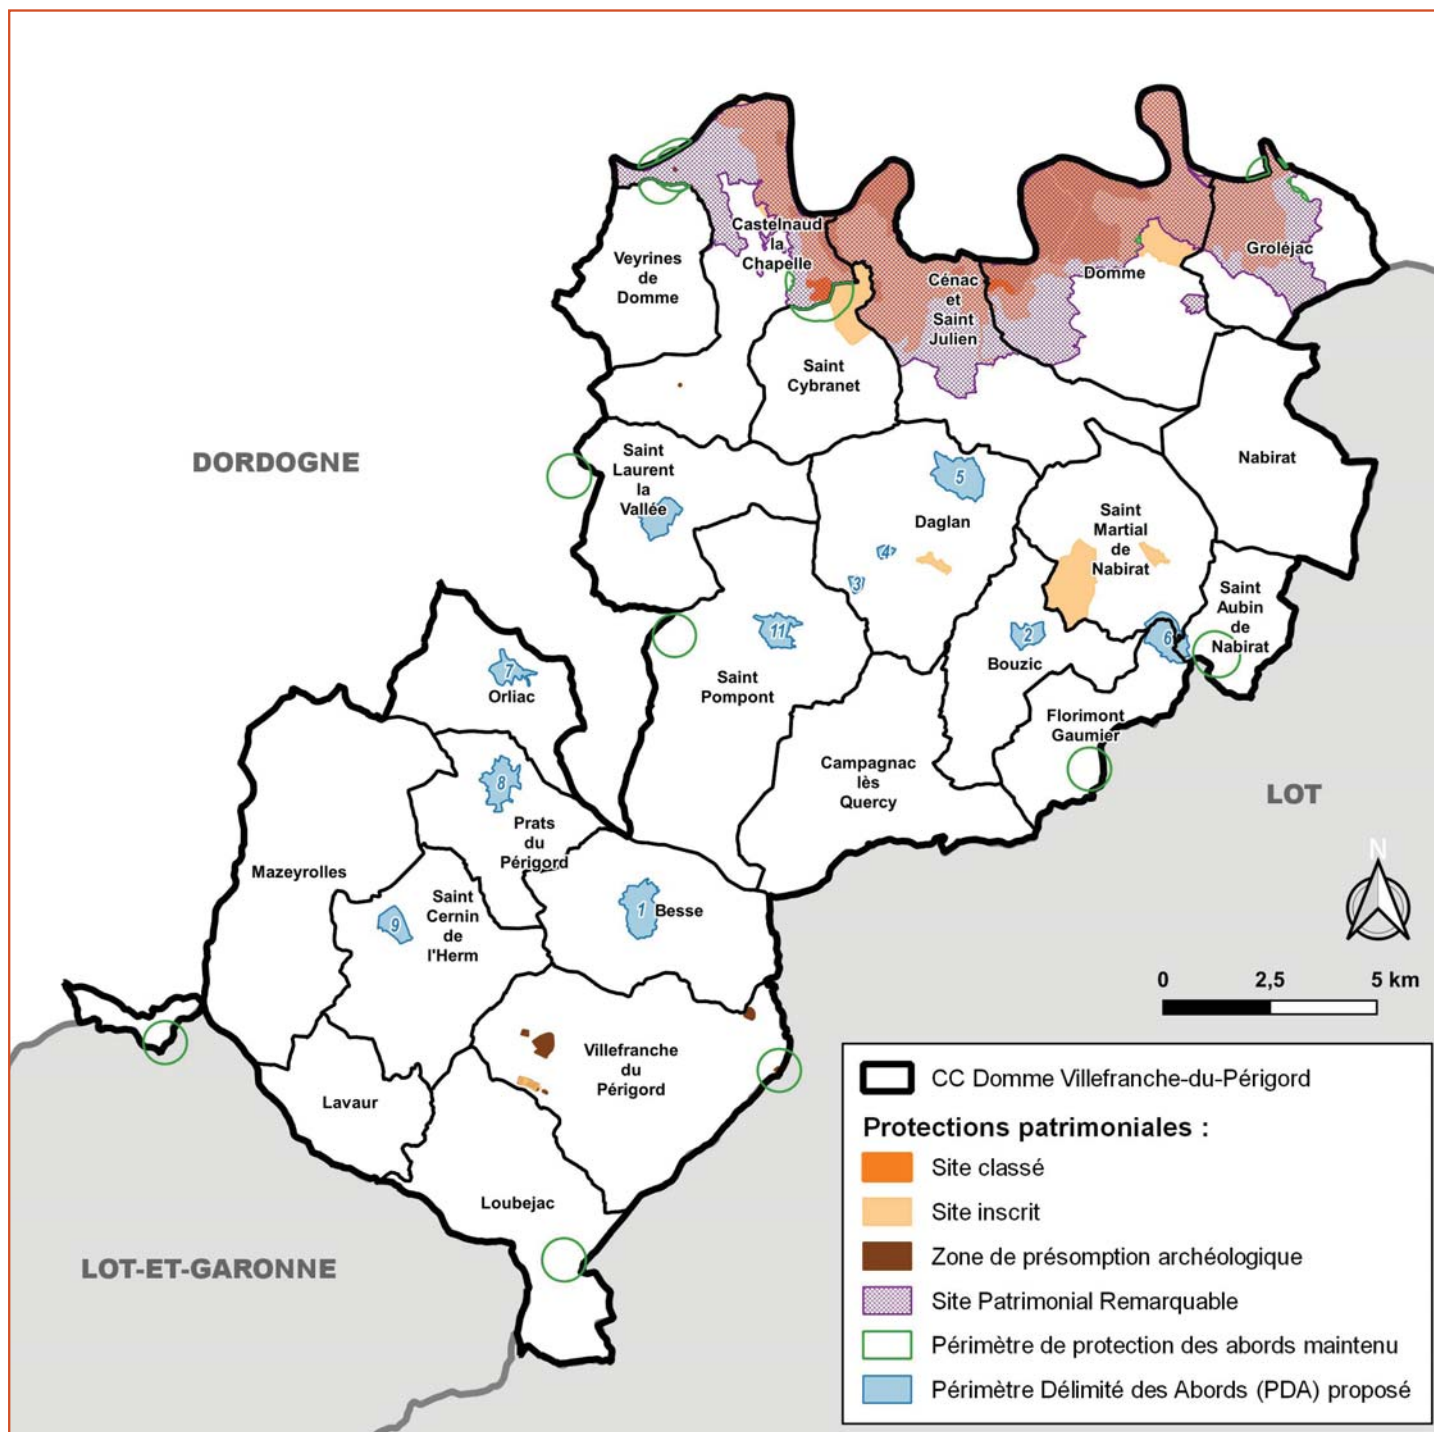 Castelnaud
la
Chapelle
Veyrines
de
Domme
Groléjac
Domme
Cénac
et
Saint
Julien
Saint
Cybranet
DORDOGNE
Saint
Laurent
la
Vallée
Nabirat
5
Daglan
Saint
Martial
de
Nabirat
4
3
Saint
Aubin
de
Nabirat
11
2
6
Bouzic
7
Orliac
Saint
Pompont
Florimont
Gaumier
Campagnac
lès
Quercy
LOT
8
Prats
du
Périgord
N
Mazeyrolles
Saint
Cernin
de
l'Herm
9
1
Besse
0 2,5 5 km
Villefranche
du
Périgord
Lavaur
Loubejac
LOT-ET-GARONNE
CC Domme Villefranche-du-Périgord
Protections patrimoniales :
Site classé
Site inscrit
Zone de présomption archéologique
Site Patrimonial Remarquable
Périmètre de protection des abords maintenu
Périmètre Délimité des Abords (PDA) proposé